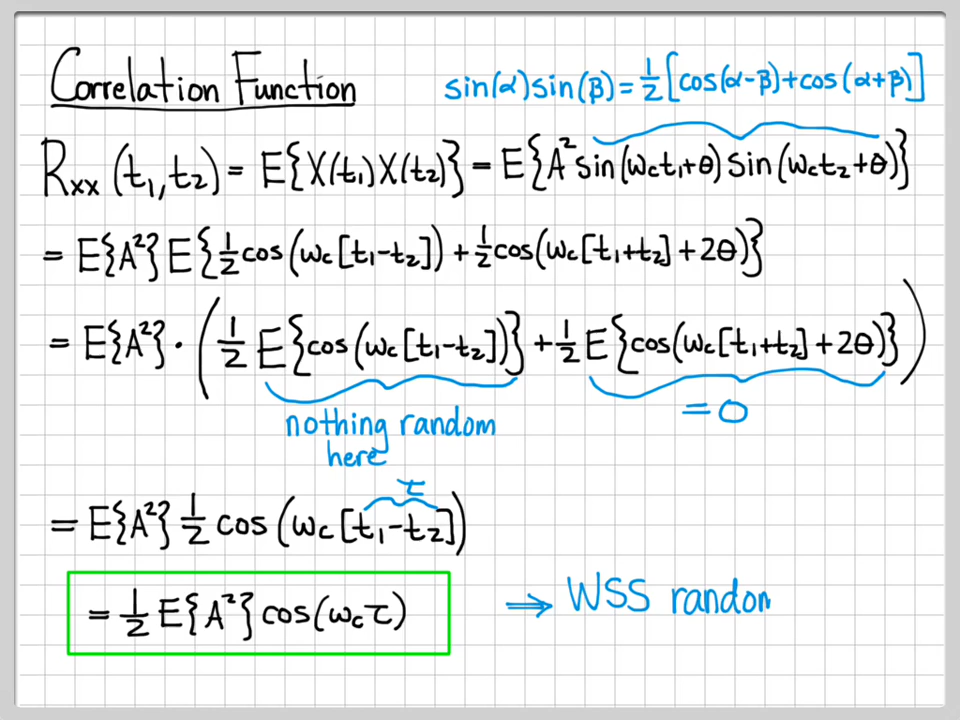 Correlation Function
sin(α)sin(β)=½[cos(α-β)+cos(α+β)]
Rxx(t₁,t₂) = E{X(t₁)X(t₂)} = E{A² sin(ωct₁+θ) sin(ωct₂+θ)}
= E{A²}E{½cos(ωc[t₁-t₂])+½cos(ωc[t₁+t₂]+2θ)}
= E{A²}·(½E{cos(ωc[t₁-t₂])}+½E{cos(ωc[t₁+t₂]+2θ)})
= 0
nothing random
here
τ
= E{A²}½cos(ωc[t₁-t₂])
= ½E{A²}cos(ωcτ)
⇒ WSS random